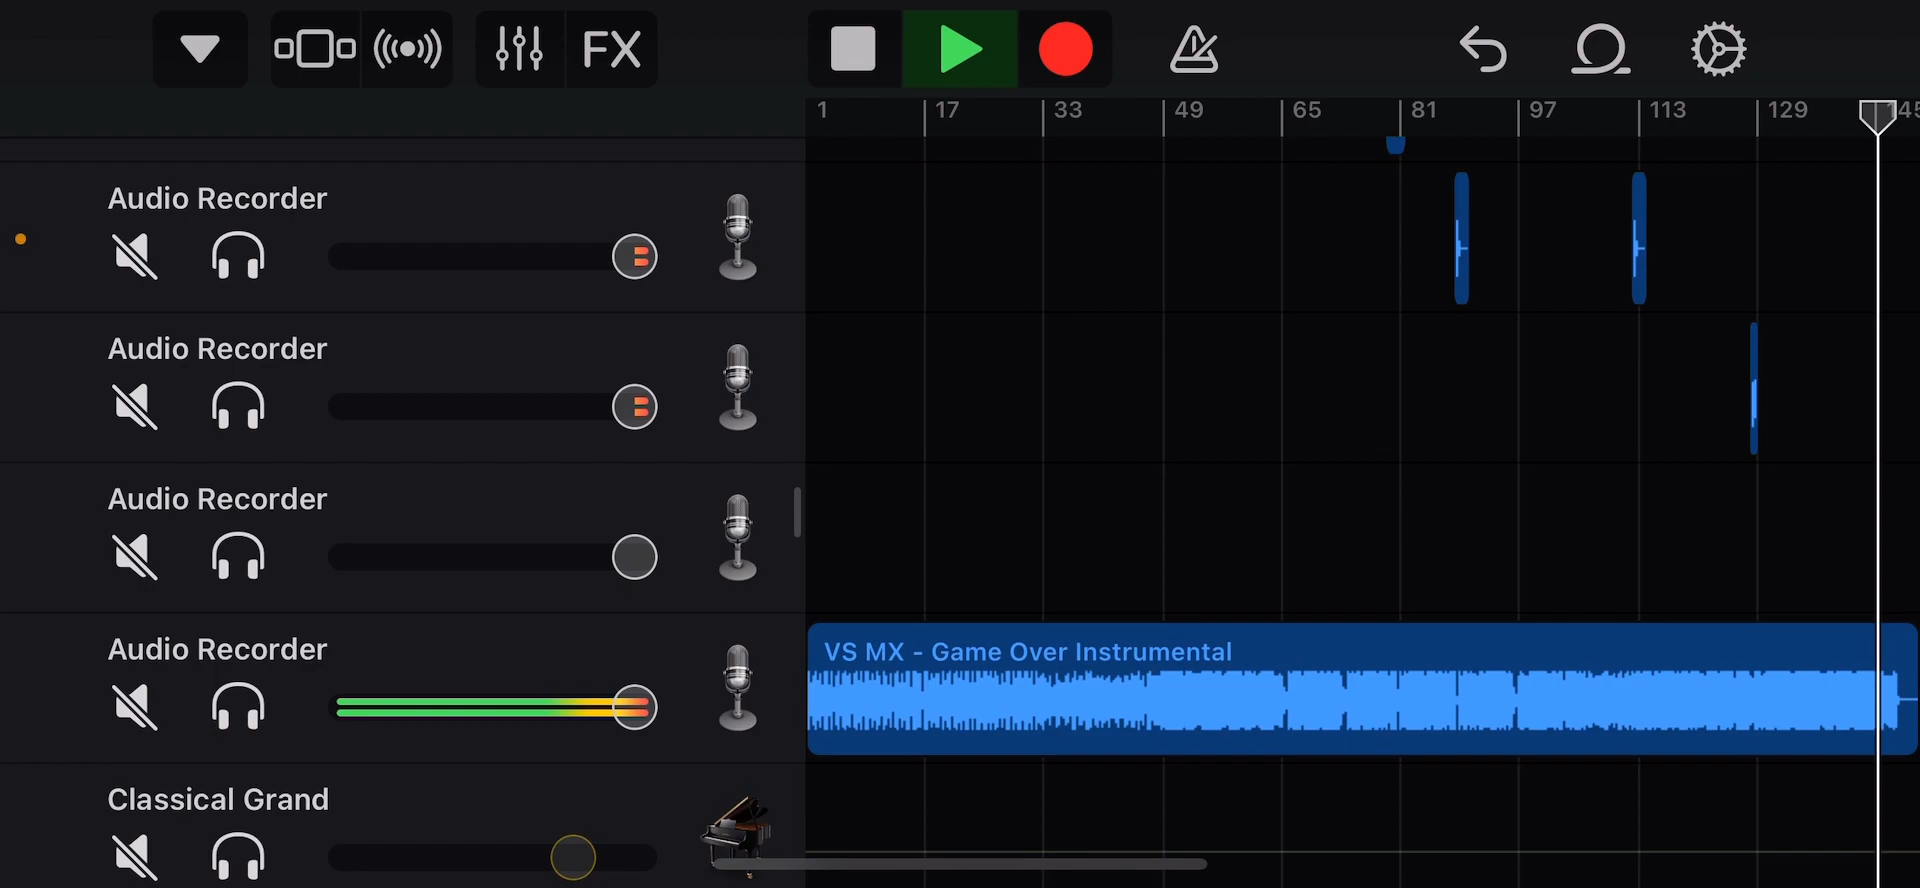 FX
1 17 33 49 65 81 97 113 129 145
Audio Recorder
Audio Recorder
Audio Recorder
Audio Recorder
VS MX - Game Over Instrumental
Classical Grand